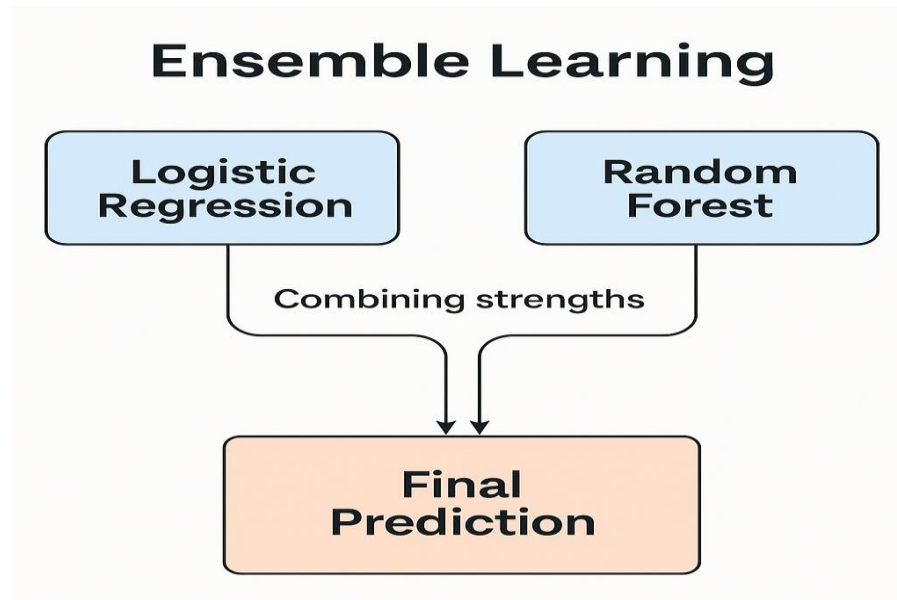 Ensemble Learning
Logistic
Regression
Random
Forest
Combining strengths
Final
Prediction